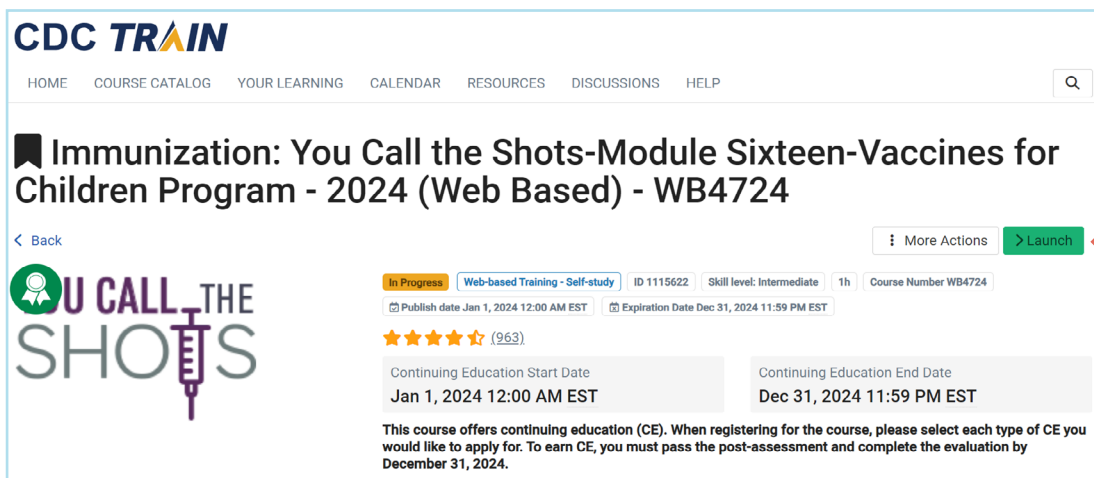 CDC TRAIN
HOME COURSE CATALOG YOUR LEARNING CALENDAR RESOURCES DISCUSSIONS HELP
Immunization: You Call the Shots-Module Sixteen-Vaccines for
Children Program - 2024 (Web Based) - WB4724
Back
More Actions
Launch
YOU CALL THE
SHOTS
In Progress Web-based Training - Self-study ID 1115622 Skill level: Intermediate 1h Course Number WB4724
Publish date Jan 1, 2024 12:00 AM EST Expiration Date Dec 31, 2024 11:59 PM EST
(963)
Continuing Education Start Date
Jan 1, 2024 12:00 AM EST
Continuing Education End Date
Dec 31, 2024 11:59 PM EST
This course offers continuing education (CE). When registering for the course, please select each type of CE you
would like to apply for. To earn CE, you must pass the post-assessment and complete the evaluation by
December 31, 2024.